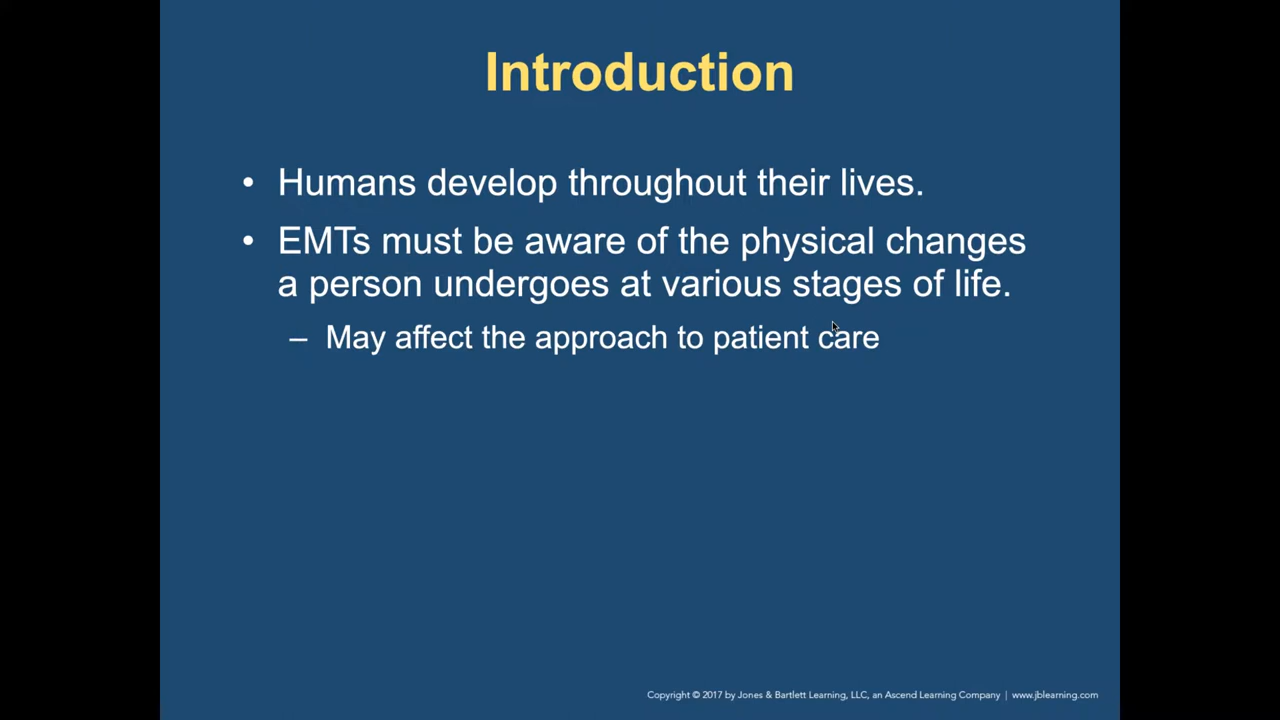 Introduction
• Humans develop throughout their lives.
• EMTs must be aware of the physical changes
a person undergoes at various stages of life.
– May affect the approach to patient care
Copyright © 2017 by Jones & Bartlett Learning, LLC, an Ascend Learning Company | www.jblearning.com